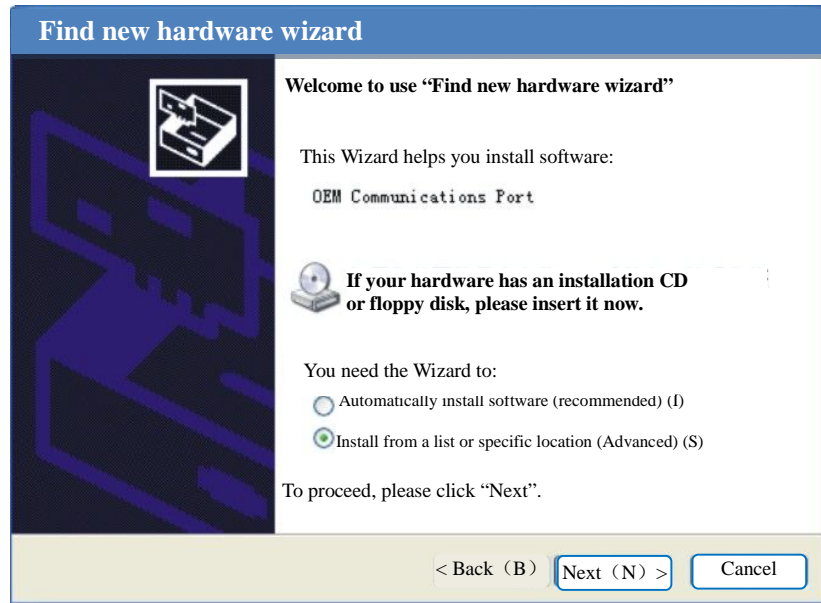 Find new hardware wizard
Welcome to use “Find new hardware wizard”
This Wizard helps you install software:
OEM Communications Port
If your hardware has an installation CD
or floppy disk, please insert it now.
You need the Wizard to:
Automatically install software (recommended) (I)
Install from a list or specific location (Advanced) (S)
To proceed, please click “Next”.
< Back（B） Next（N）> Cancel